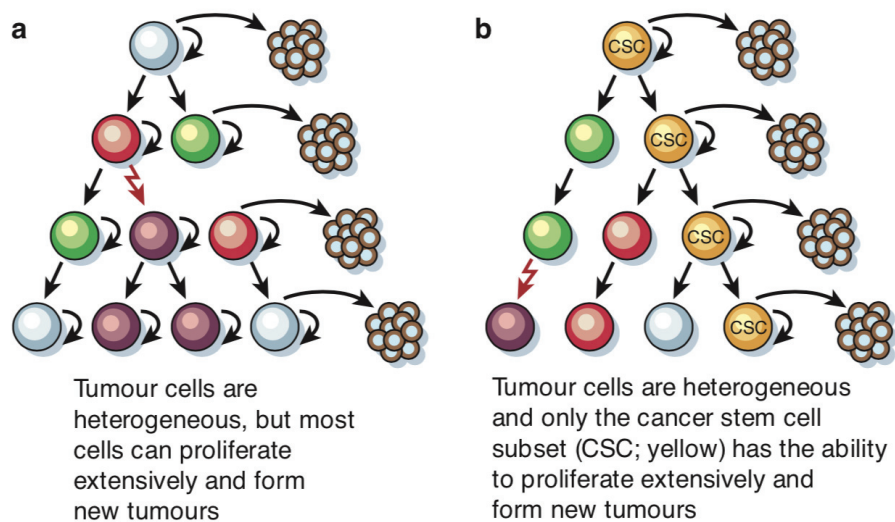 a
b
CSC
CSC
CSC
CSC
Tumour cells are
heterogeneous, but most
cells can proliferate
extensively and form
new tumours
Tumour cells are heterogeneous
and only the cancer stem cell
subset (CSC; yellow) has the ability
to proliferate extensively and
form new tumours